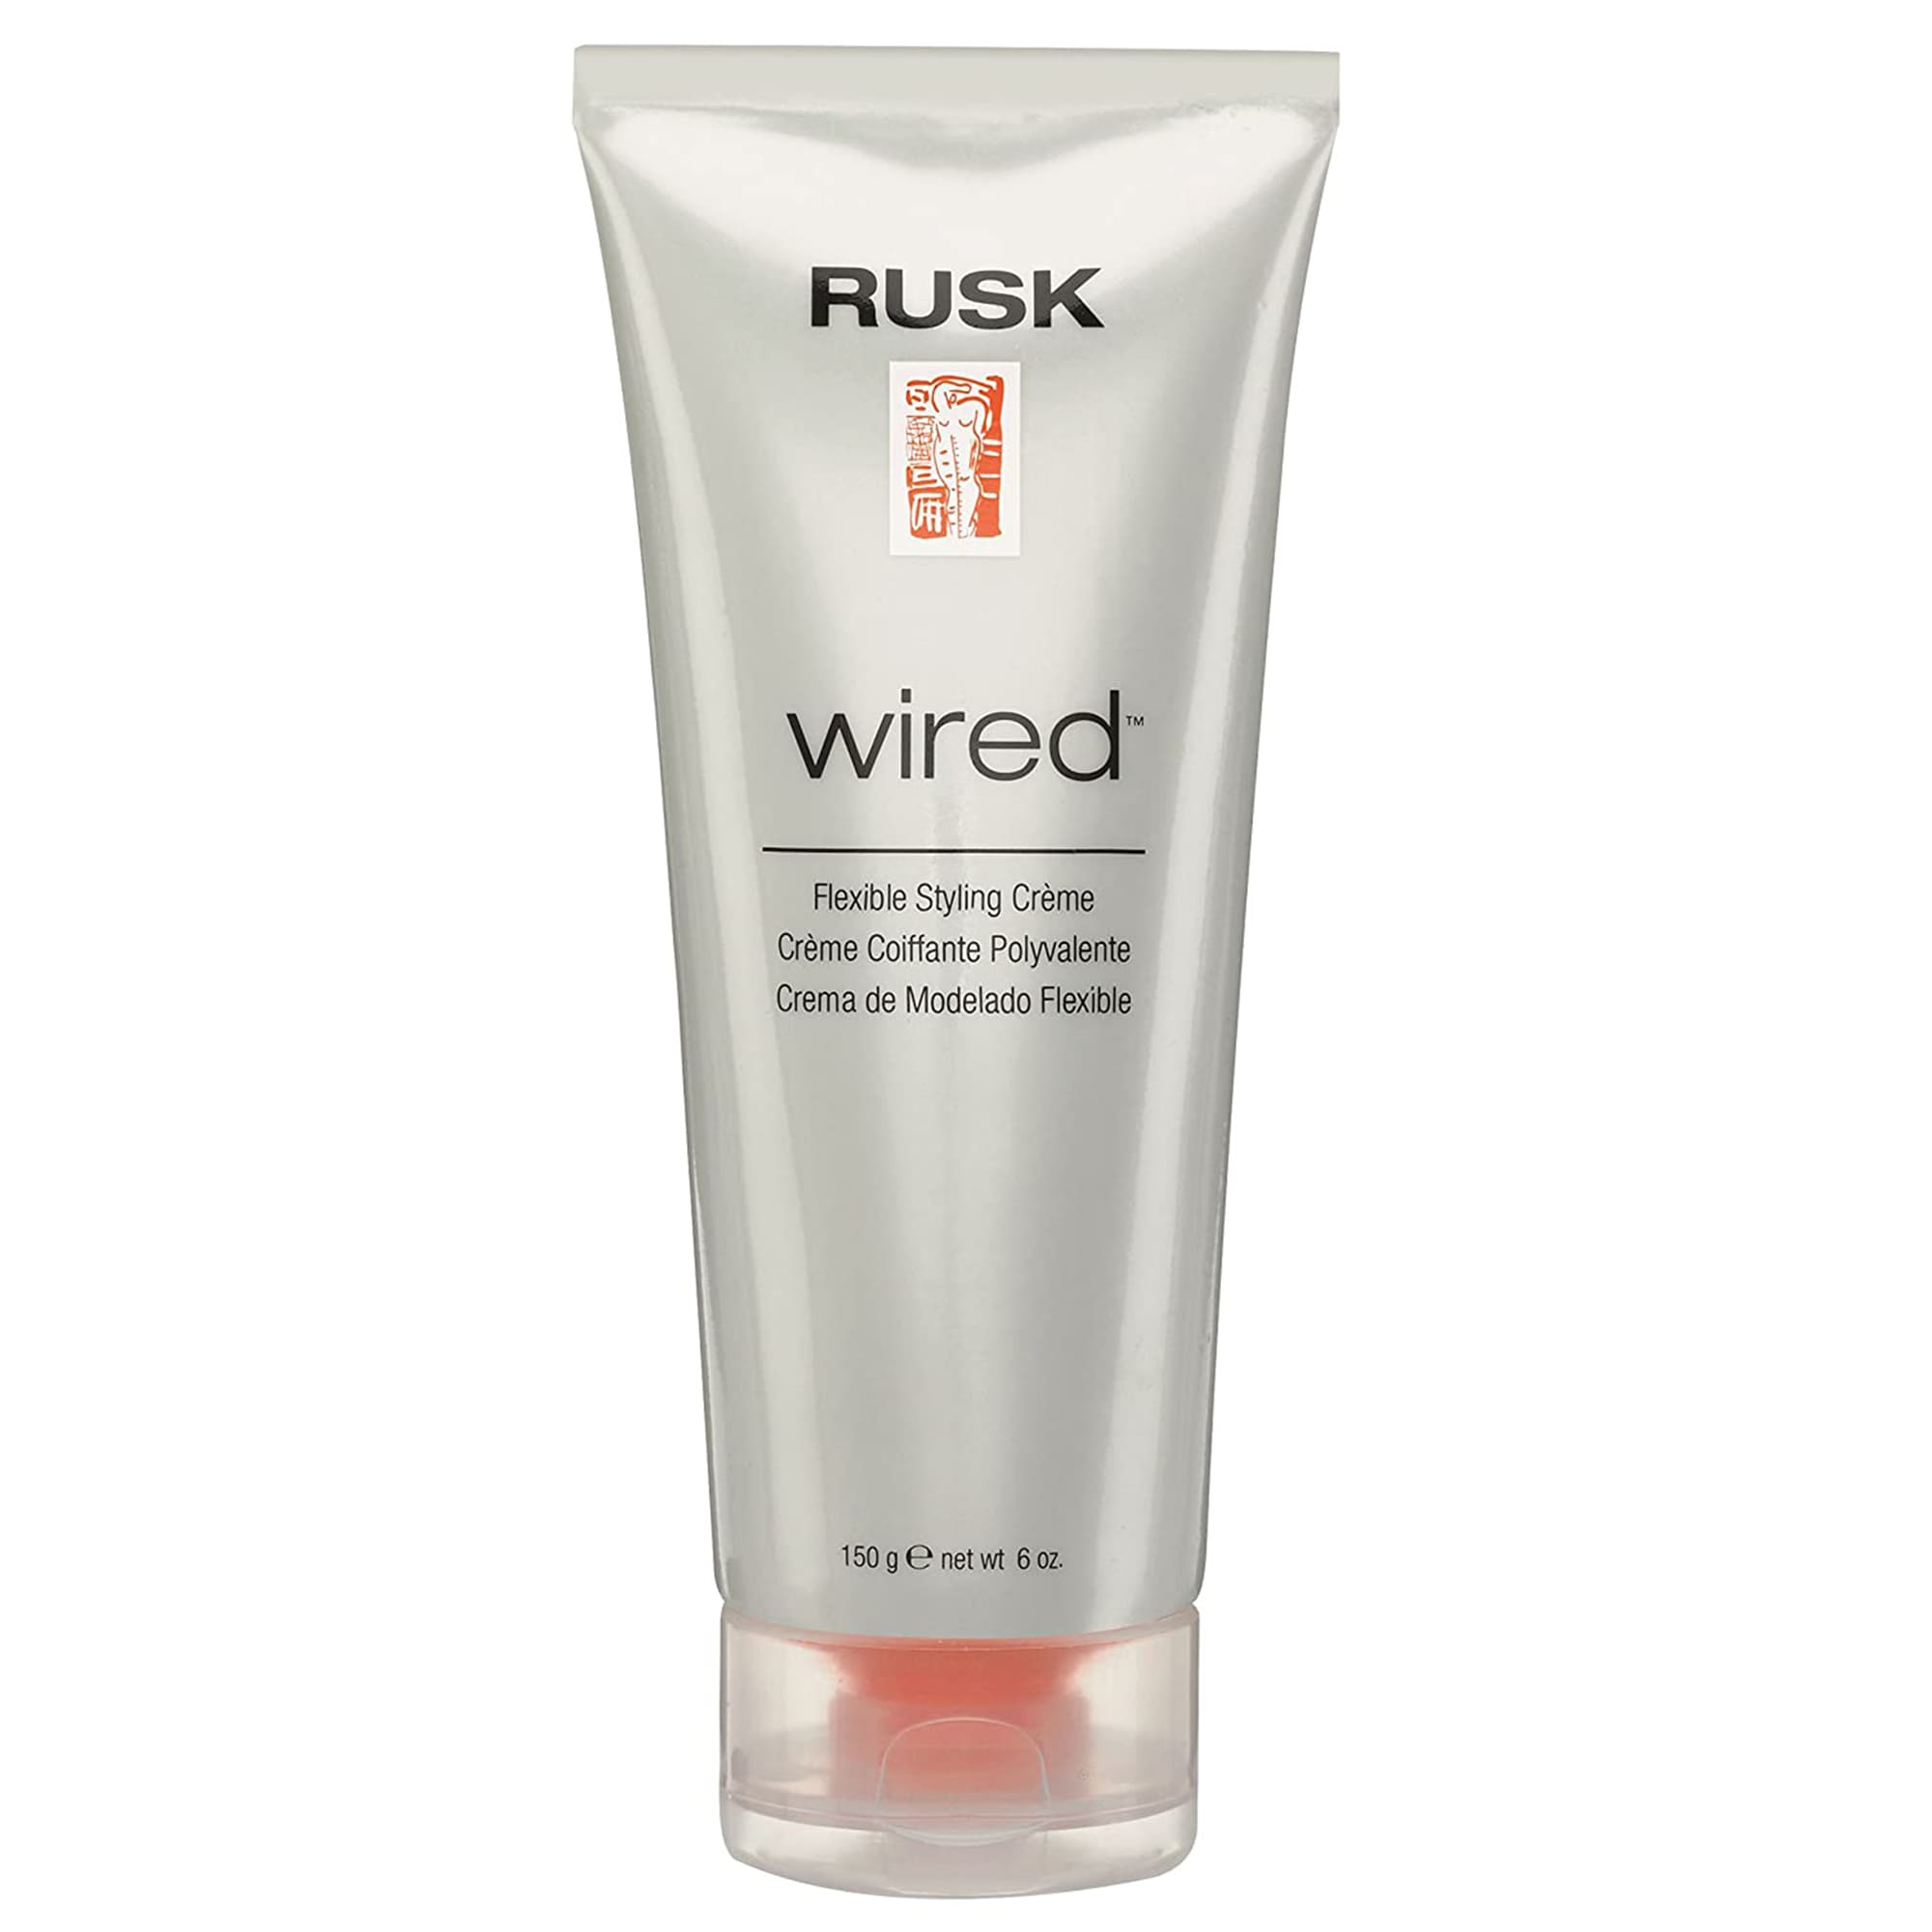 RUSK
wired™
Flexible Styling Crème
Crème Coiffante Polyvalente
Crema de Modelado Flexible
150 g ℮ net wt 6 oz.